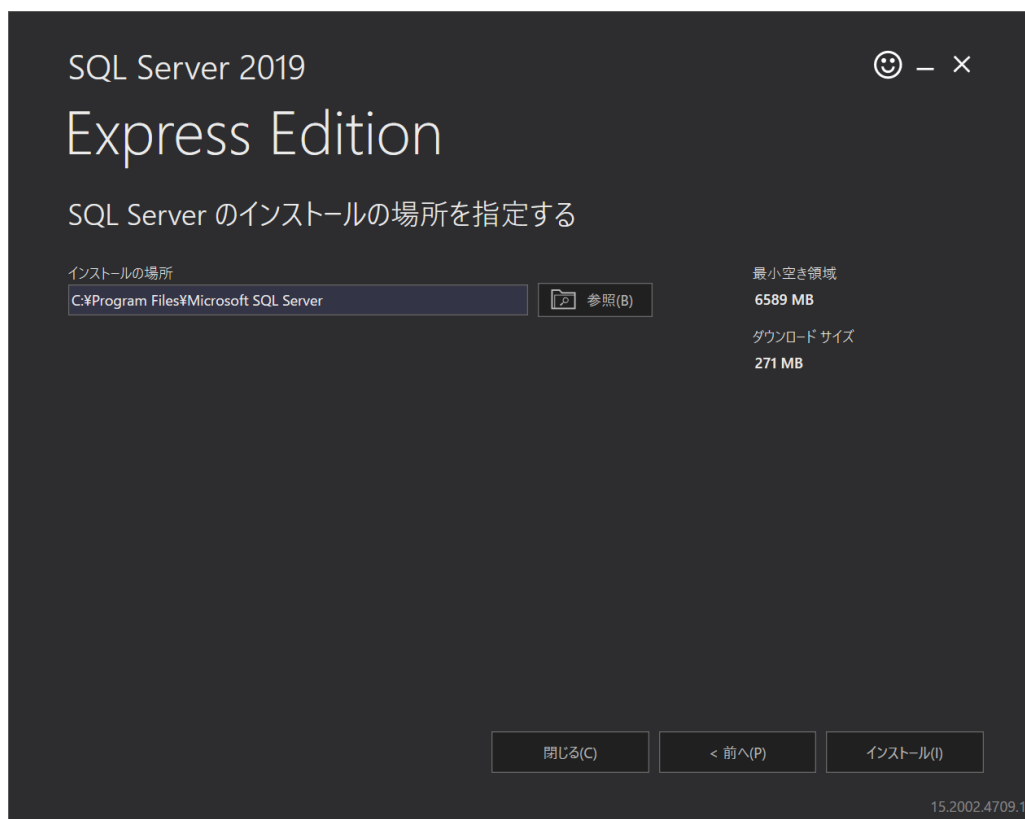 SQL Server 2019
Express Edition
SQL Server のインストールの場所を指定する
インストールの場所
C:¥Program Files¥Microsoft SQL Server
参照(B)
最小空き領域
6589 MB
ダウンロード サイズ
271 MB
閉じる(C)
< 前へ(P)
インストール(I)
15.2002.4709.1